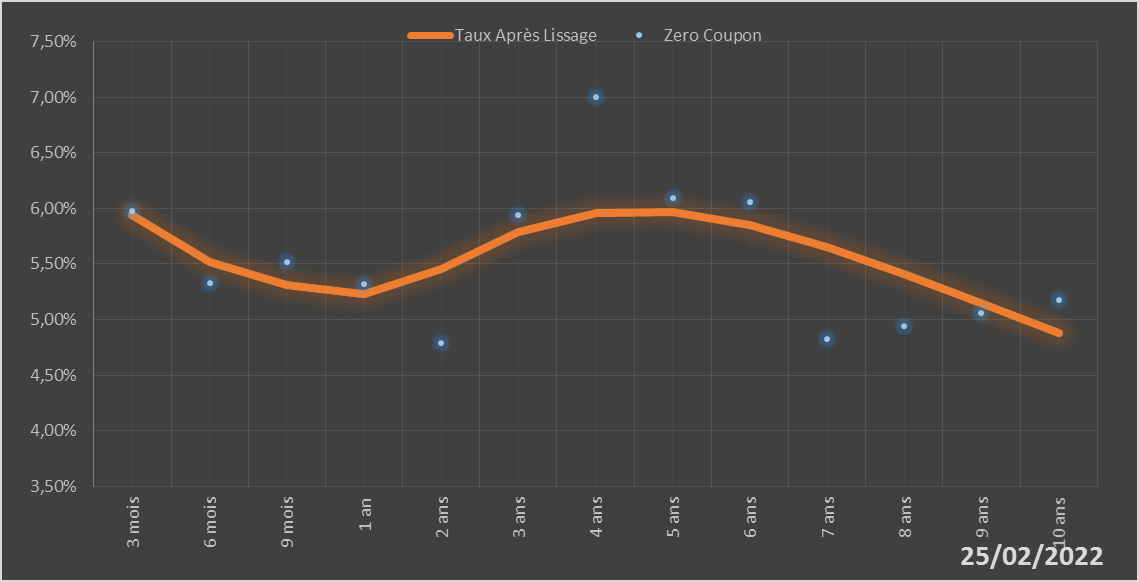 Taux Après Lissage Zero Coupon
7,50%
7,00%
6,50%
6,00%
5,50%
5,00%
4,50%
4,00%
3,50%
3 mois
6 mois
9 mois
1 an
2 ans
3 ans
4 ans
5 ans
6 ans
7 ans
8 ans
9 ans
10 ans
25/02/2022